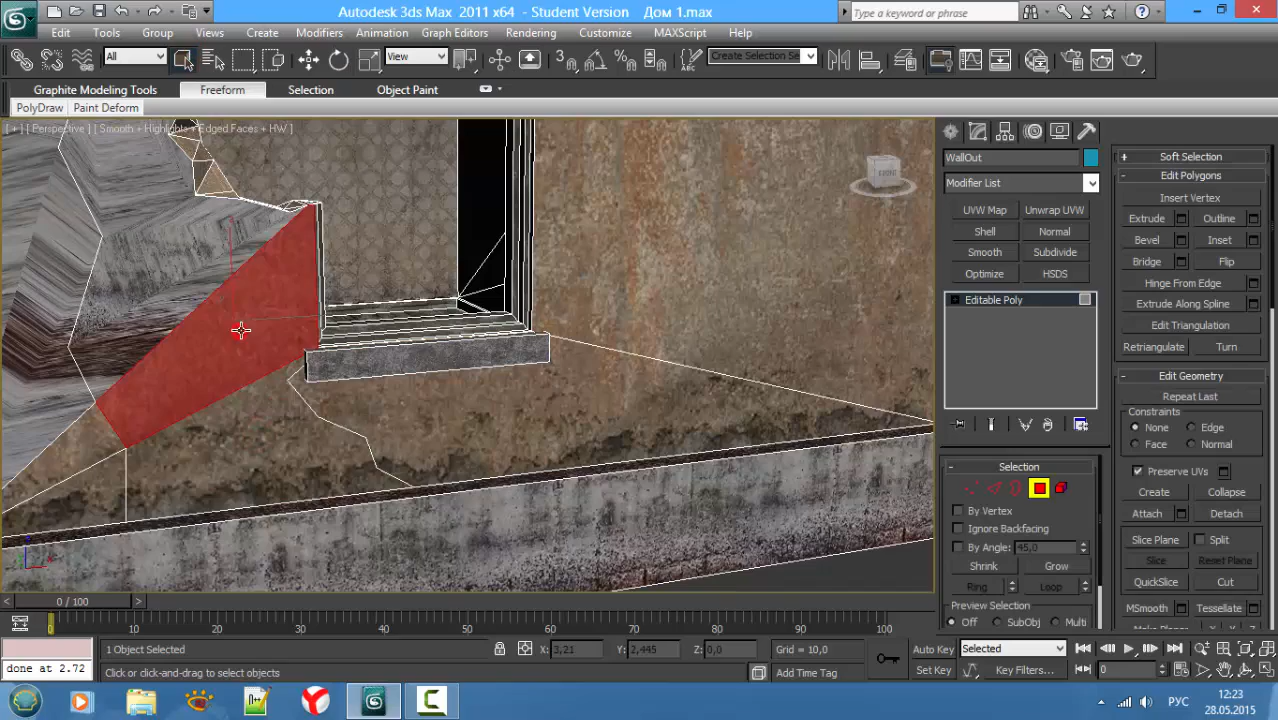 Autodesk 3ds Max 2011 x64 - Student Version Дом 1.max
Type a keyword or phrase
Edit Tools Group Views Create Modifiers Animation Graph Editors Rendering Customize MAXScript Help
All View Create Selection Se
Graphite Modeling Tools Freeform Selection Object Paint
PolyDraw Paint Deform
[ + ] [ Perspective ] [ Smooth + Highlights + Edged Faces + HW ]
WallOut
Modifier List
UVW Map Unwrap UVW
Shell Normal
Smooth Subdivide
Optimize HSDS
Editable Poly
Selection
By Vertex
Ignore Backfacing
By Angle: 45,0
Shrink Grow
Ring Loop
Preview Selection
Off SubObj Multi
Soft Selection
Edit Polygons
Insert Vertex
Extrude Outline
Bevel Inset
Bridge Flip
Hinge From Edge
Extrude Along Spline
Edit Triangulation
Retriangulate Turn
Edit Geometry
Repeat Last
Constraints
None Edge
Face Normal
Preserve UVs
Create Collapse
Attach Detach
Slice Plane Split
Slice Reset Plane
QuickSlice Cut
MSmooth Tessellate
Make Planar X Y Z
0 / 100
0 10 20 30 40 50 60 70 80 90 100
1 Object Selected X: 3,21 Y: 2,445 Z: 0,0 Grid = 10,0 Auto Key Selected
done at 2.72 Click or click-and-drag to select objects Add Time Tag Set Key Key Filters... 0
РУС
12:23
28.05.2015